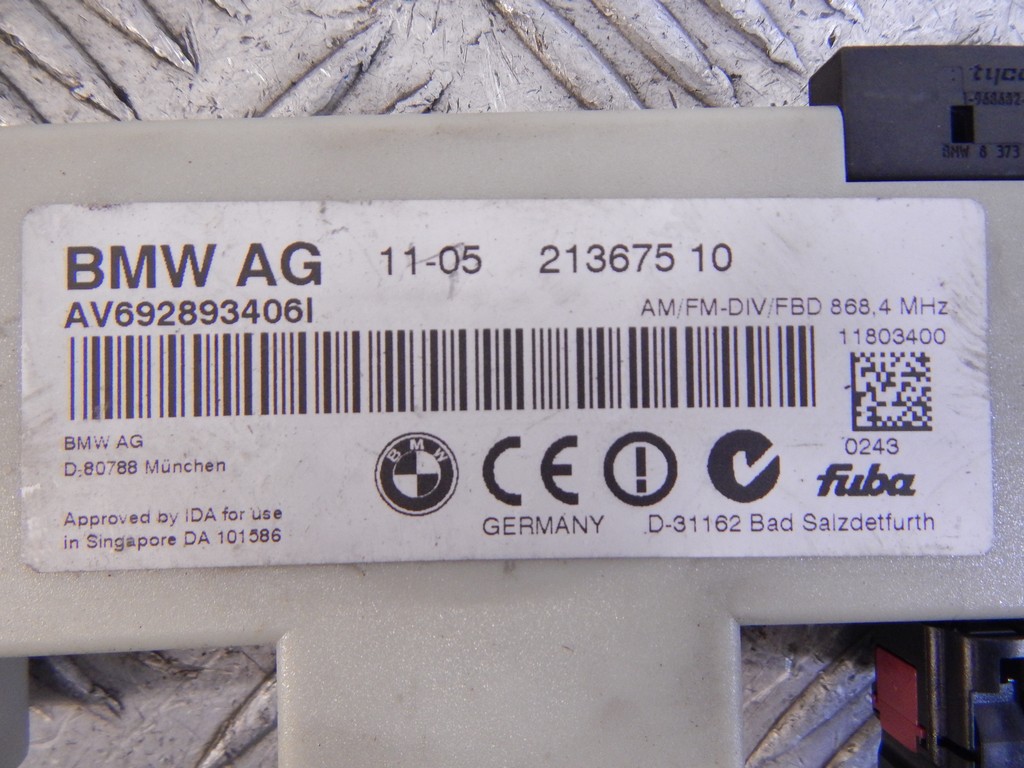 tyco
BMW 8 373
BMW AG 11-05 213675 10
AV692893406I
AM/FM-DIV/FBD 868,4 MHz
11803400
BMW AG
D-80788 München
BMW
CE
0243
fuba
Approved by IDA for use
in Singapore DA 101586
GERMANY
D-31162 Bad Salzdetfurth